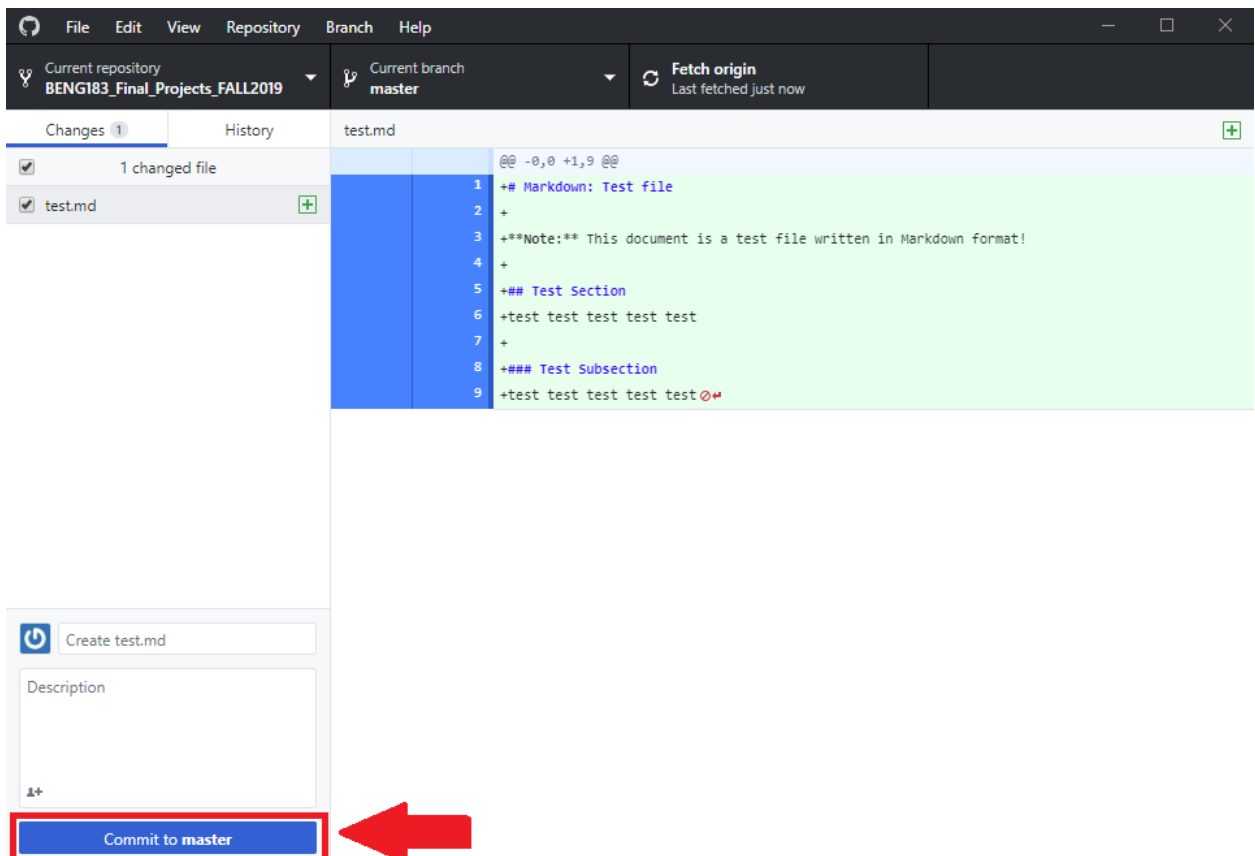 File Edit View Repository Branch Help
Current repository
BENG183_Final_Projects_FALL2019
Current branch
master
Fetch origin
Last fetched just now
Changes 1 History
test.md
1 changed file
test.md
@@ -0,0 +1,9 @@
1 +# Markdown: Test file
2 +
3 +**Note:** This document is a test file written in Markdown format!
4 +
5 +## Test Section
6 +test test test test test
7 +
8 +### Test Subsection
9 +test test test test test
Create test.md
Description
Commit to master